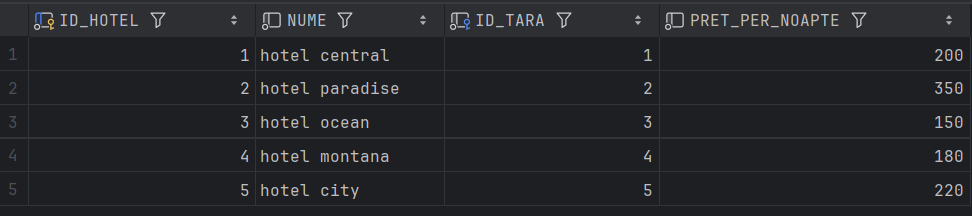 ID_HOTEL NUME ID_TARA PRET_PER_NOAPTE
1 1 hotel central 1 200
2 2 hotel paradise 2 350
3 3 hotel ocean 3 150
4 4 hotel montana 4 180
5 5 hotel city 5 220